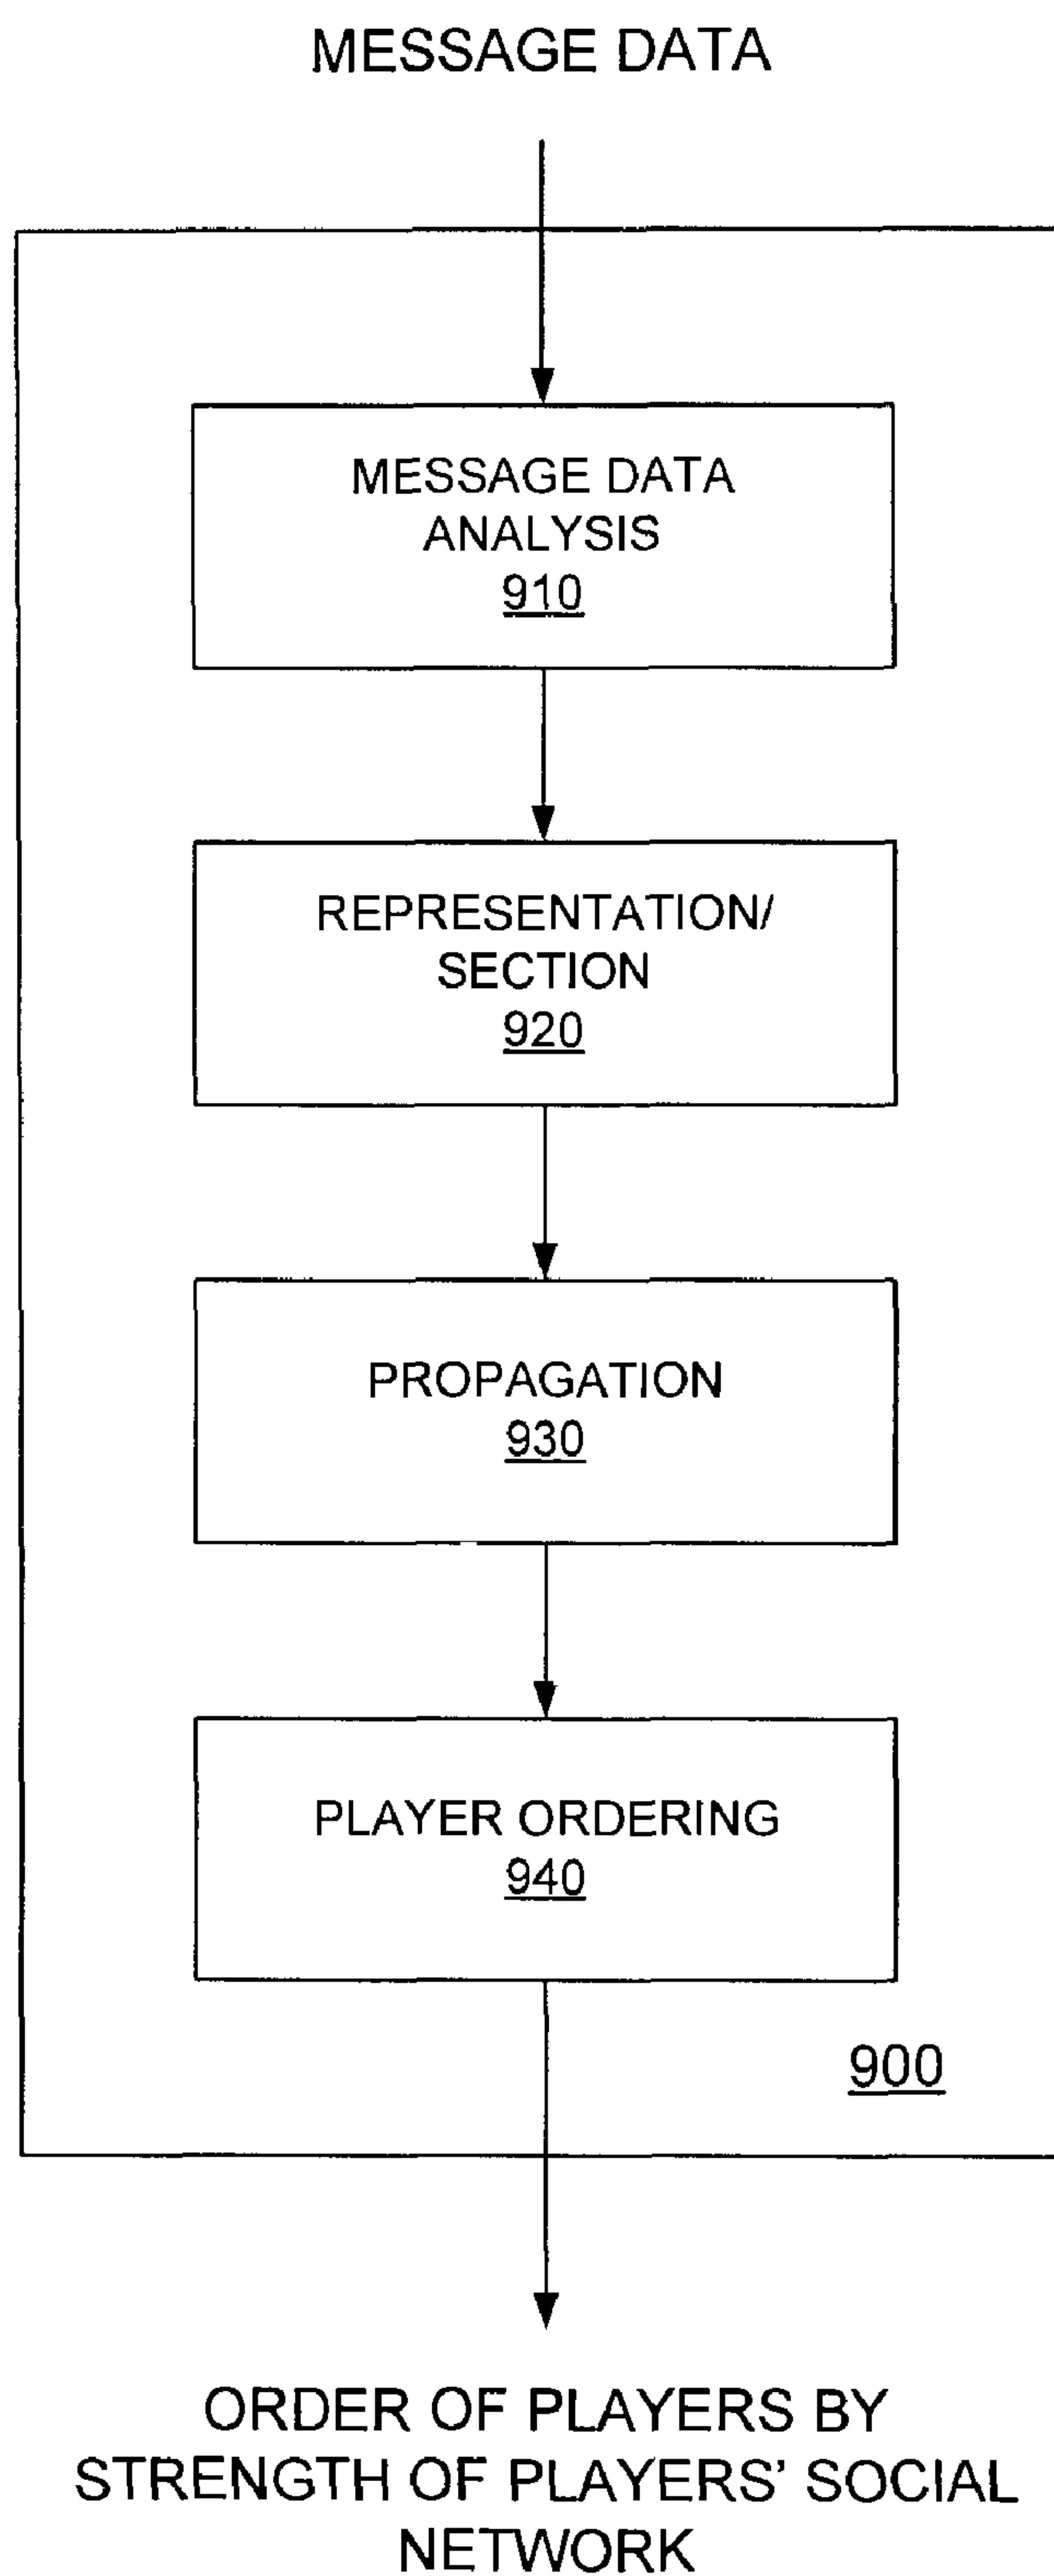 MESSAGE DATA
MESSAGE DATA
ANALYSIS
910
REPRESENTATION/
SECTION
920
PROPAGATION
930
PLAYER ORDERING
940
900
ORDER OF PLAYERS BY
STRENGTH OF PLAYERS' SOCIAL
NETWORK